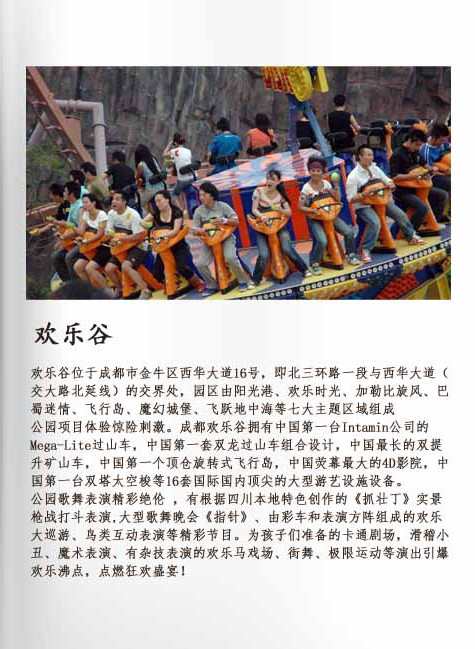 欢乐谷
欢乐谷位于成都市金牛区西华大道16号，即北三环路一段与西华大道（
交大路北延线）的交界处，园区由阳光港、欢乐时光、加勒比旋风、巴
蜀迷情、飞行岛、魔幻城堡、飞跃地中海等七大主题区域组成
公园项目体验惊险刺激。成都欢乐谷拥有中国第一台Intamin公司的
Mega-Lite过山车，中国第一套双龙过山车组合设计，中国最长的双提
升矿山车，中国第一个顶仓旋转式飞行岛，中国荧幕最大的4D影院，中
国第一台双塔太空梭等16套国际国内顶尖的大型游艺设施设备。
公园歌舞表演精彩绝伦 ，有根据四川本地特色创作的《抓壮丁》实景
枪战打斗表演,大型歌舞晚会《指针》、由彩车和表演方阵组成的欢乐
大巡游、鸟类互动表演等精彩节目。为孩子们准备的卡通剧场，滑稽小
丑、魔术表演、有杂技表演的欢乐马戏场、街舞、极限运动等演出引爆
欢乐沸点，点燃狂欢盛宴！